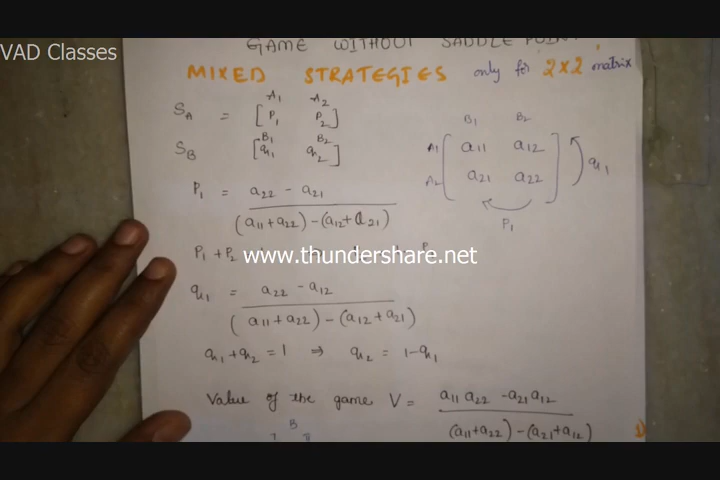 VAD Classes
GAME WITHOUT SADDLE POINT
MIXED STRATEGIES only for 2x2 matrix
A1 A2
SA = [P1 P2]
B1 B2
SB = [q1 q2]
B1 B2
A1 [a11 a12
A2 a21 a22] q1
P1
P1 = a22 - a21
(a11 + a22) - (a12 + a21)
P1 + P2
www.thundershare.net
q1 = a22 - a12
(a11 + a22) - (a12 + a21)
q1 + q2 = 1 ⇒ q2 = 1-q1
Value of the game V = a11 a22 - a21 a12
(a11+a22) - (a21+a12)
B